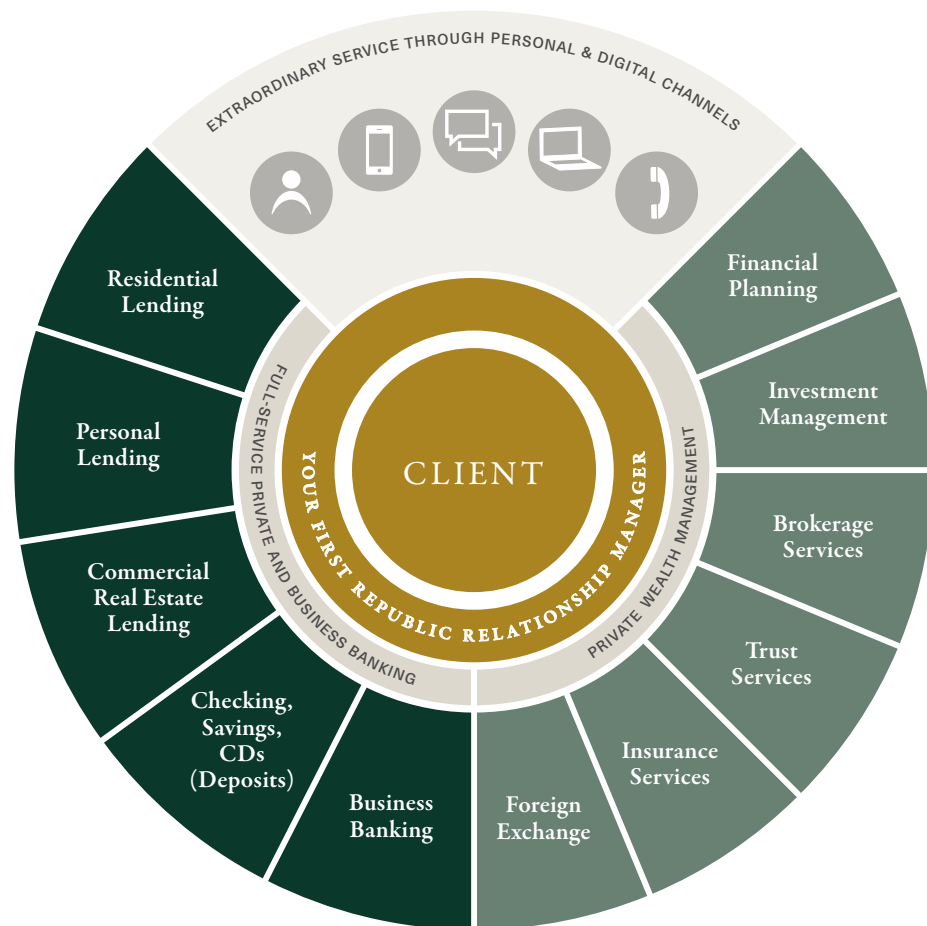 EXTRAORDINARY SERVICE THROUGH PERSONAL & DIGITAL CHANNELS
Residential
Lending
Personal
Lending
Commercial
Real Estate
Lending
Checking,
Savings,
CDs
(Deposits)
Business
Banking
FULL-SERVICE PRIVATE AND BUSINESS BANKING
CLIENT
YOUR FIRST REPUBLIC RELATIONSHIP MANAGER
PRIVATE WEALTH MANAGEMENT
Financial
Planning
Investment
Management
Brokerage
Services
Trust
Services
Insurance
Services
Foreign
Exchange